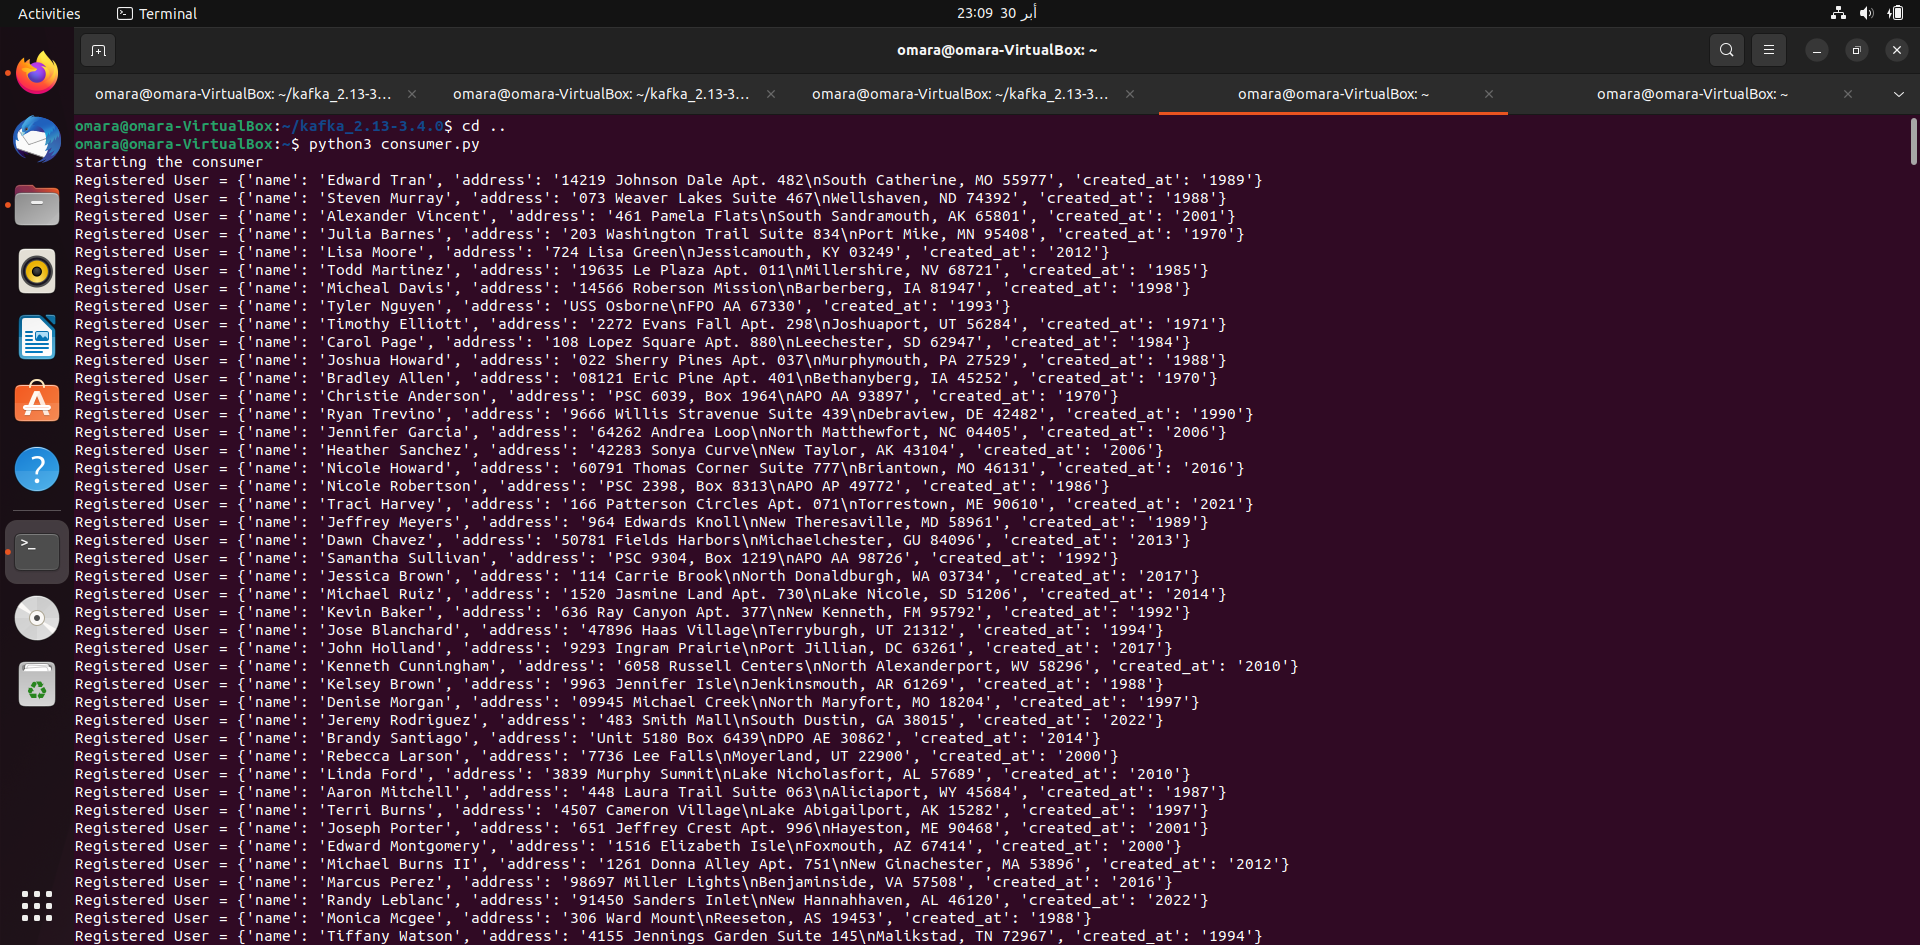 Activities
Terminal
23:09 30 أبر
omara@omara-VirtualBox: ~
omara@omara-VirtualBox: ~/kafka_2.13-3...
omara@omara-VirtualBox: ~/kafka_2.13-3...
omara@omara-VirtualBox: ~/kafka_2.13-3...
omara@omara-VirtualBox: ~
omara@omara-VirtualBox: ~
omara@omara-VirtualBox:~/kafka_2.13-3.4.0$ cd ..
omara@omara-VirtualBox:~$ python3 consumer.py
starting the consumer
Registered User = {'name': 'Edward Tran', 'address': '14219 Johnson Dale Apt. 482\nSouth Catherine, MO 55977', 'created_at': '1989'}
Registered User = {'name': 'Steven Murray', 'address': '073 Weaver Lakes Suite 467\nWellshaven, ND 74392', 'created_at': '1988'}
Registered User = {'name': 'Alexander Vincent', 'address': '461 Pamela Flats\nSouth Sandramouth, AK 65801', 'created_at': '2001'}
Registered User = {'name': 'Julia Barnes', 'address': '203 Washington Trail Suite 834\nPort Mike, MN 95408', 'created_at': '1970'}
Registered User = {'name': 'Lisa Moore', 'address': '724 Lisa Green\nJessicamouth, KY 03249', 'created_at': '2012'}
Registered User = {'name': 'Todd Martinez', 'address': '19635 Le Plaza Apt. 011\nMillershire, NV 68721', 'created_at': '1985'}
Registered User = {'name': 'Micheal Davis', 'address': '14566 Roberson Mission\nBarberberg, IA 81947', 'created_at': '1998'}
Registered User = {'name': 'Tyler Nguyen', 'address': 'USS Osborne\nFPO AA 67330', 'created_at': '1993'}
Registered User = {'name': 'Timothy Elliott', 'address': '2272 Evans Fall Apt. 298\nJoshuaport, UT 56284', 'created_at': '1971'}
Registered User = {'name': 'Carol Page', 'address': '108 Lopez Square Apt. 880\nLeechester, SD 62947', 'created_at': '1984'}
Registered User = {'name': 'Joshua Howard', 'address': '022 Sherry Pines Apt. 037\nMurphymouth, PA 27529', 'created_at': '1988'}
Registered User = {'name': 'Bradley Allen', 'address': '08121 Eric Pine Apt. 401\nBethanyberg, IA 45252', 'created_at': '1970'}
Registered User = {'name': 'Christie Anderson', 'address': 'PSC 6039, Box 1964\nAPO AA 93897', 'created_at': '1970'}
Registered User = {'name': 'Ryan Trevino', 'address': '9666 Willis Stravenue Suite 439\nDebraview, DE 42482', 'created_at': '1990'}
Registered User = {'name': 'Jennifer Garcia', 'address': '64262 Andrea Loop\nNorth Matthewfort, NC 04405', 'created_at': '2006'}
Registered User = {'name': 'Heather Sanchez', 'address': '42283 Sonya Curve\nNew Taylor, AK 43104', 'created_at': '2006'}
Registered User = {'name': 'Nicole Howard', 'address': '60791 Thomas Corner Suite 777\nBriantown, MO 46131', 'created_at': '2016'}
Registered User = {'name': 'Nicole Robertson', 'address': 'PSC 2398, Box 8313\nAPO AP 49772', 'created_at': '1986'}
Registered User = {'name': 'Traci Harvey', 'address': '166 Patterson Circles Apt. 071\nTorrestown, ME 90610', 'created_at': '2021'}
Registered User = {'name': 'Jeffrey Meyers', 'address': '964 Edwards Knoll\nNew Theresaville, MD 58961', 'created_at': '1989'}
Registered User = {'name': 'Dawn Chavez', 'address': '50781 Fields Harbors\nMichaelchester, GU 84096', 'created_at': '2013'}
Registered User = {'name': 'Samantha Sullivan', 'address': 'PSC 9304, Box 1219\nAPO AA 98726', 'created_at': '1992'}
Registered User = {'name': 'Jessica Brown', 'address': '114 Carrie Brook\nNorth Donaldburgh, WA 03734', 'created_at': '2017'}
Registered User = {'name': 'Michael Ruiz', 'address': '1520 Jasmine Land Apt. 730\nLake Nicole, SD 51206', 'created_at': '2014'}
Registered User = {'name': 'Kevin Baker', 'address': '636 Ray Canyon Apt. 377\nNew Kenneth, FM 95792', 'created_at': '1992'}
Registered User = {'name': 'Jose Blanchard', 'address': '47896 Haas Village\nTerryburgh, UT 21312', 'created_at': '1994'}
Registered User = {'name': 'John Holland', 'address': '9293 Ingram Prairie\nPort Jillian, DC 63261', 'created_at': '2017'}
Registered User = {'name': 'Kenneth Cunningham', 'address': '6058 Russell Centers\nNorth Alexanderport, WV 58296', 'created_at': '2010'}
Registered User = {'name': 'Kelsey Brown', 'address': '9963 Jennifer Isle\nJenkinsmouth, AR 61269', 'created_at': '1988'}
Registered User = {'name': 'Denise Morgan', 'address': '09945 Michael Creek\nNorth Maryfort, MO 18204', 'created_at': '1997'}
Registered User = {'name': 'Jeremy Rodriguez', 'address': '483 Smith Mall\nSouth Dustin, GA 38015', 'created_at': '2022'}
Registered User = {'name': 'Brandy Santiago', 'address': 'Unit 5180 Box 6439\nDPO AE 30862', 'created_at': '2014'}
Registered User = {'name': 'Rebecca Larson', 'address': '7736 Lee Falls\nMoyerland, UT 22900', 'created_at': '2000'}
Registered User = {'name': 'Linda Ford', 'address': '3839 Murphy Summit\nLake Nicholasfort, AL 57689', 'created_at': '2010'}
Registered User = {'name': 'Aaron Mitchell', 'address': '448 Laura Trail Suite 063\nAliciaport, WY 45684', 'created_at': '1987'}
Registered User = {'name': 'Terri Burns', 'address': '4507 Cameron Village\nLake Abigailport, AK 15282', 'created_at': '1997'}
Registered User = {'name': 'Joseph Porter', 'address': '651 Jeffrey Crest Apt. 996\nHayeston, ME 90468', 'created_at': '2001'}
Registered User = {'name': 'Edward Montgomery', 'address': '1516 Elizabeth Isle\nFoxmouth, AZ 67414', 'created_at': '2000'}
Registered User = {'name': 'Michael Burns II', 'address': '1261 Donna Alley Apt. 751\nNew Ginachester, MA 53896', 'created_at': '2012'}
Registered User = {'name': 'Marcus Perez', 'address': '98697 Miller Lights\nBenjaminside, VA 57508', 'created_at': '2016'}
Registered User = {'name': 'Randy Leblanc', 'address': '91450 Sanders Inlet\nNew Hannahhaven, AL 46120', 'created_at': '2022'}
Registered User = {'name': 'Monica Mcgee', 'address': '306 Ward Mount\nReeseton, AS 19453', 'created_at': '1988'}
Registered User = {'name': 'Tiffany Watson', 'address': '4155 Jennings Garden Suite 145\nMalikstad, TN 72967', 'created_at': '1994'}